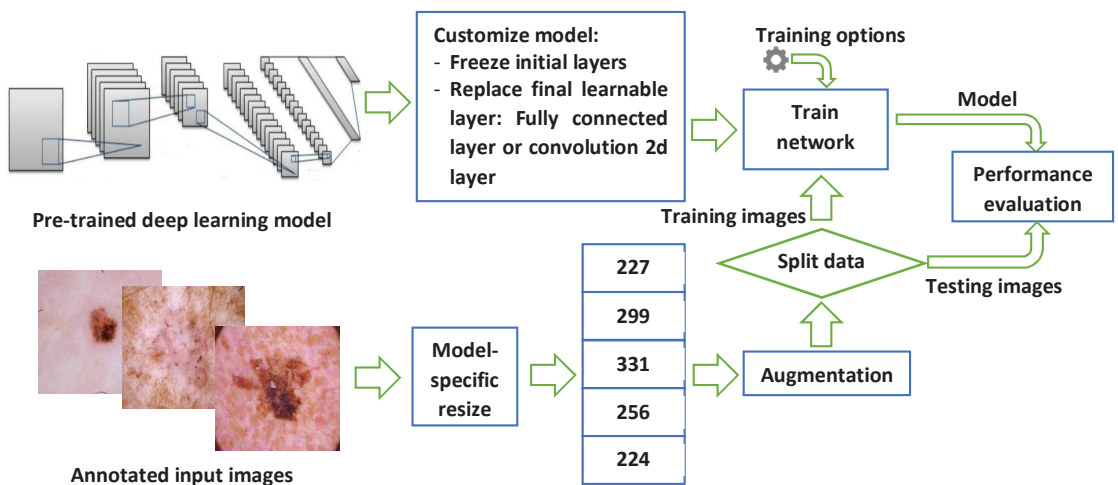 Pre-trained deep learning model
Customize model:
- Freeze initial layers
- Replace final learnable
layer: Fully connected
layer or convolution 2d
layer
Training options
Train
network
Model
Performance
evaluation
Training images
Split data
Testing images
Annotated input images
Model-
specific
resize
227
299
331
256
224
Augmentation